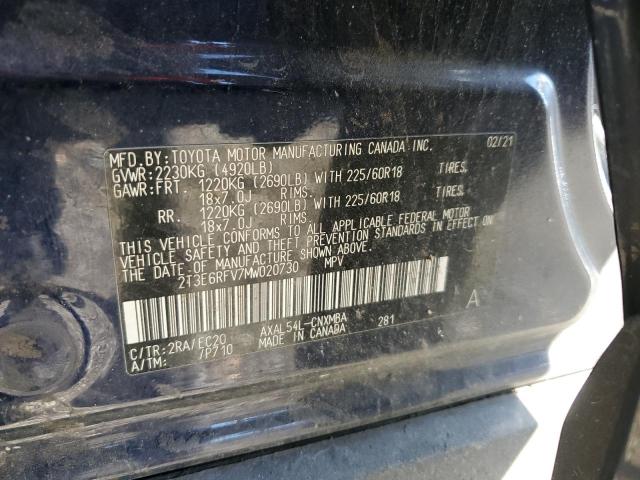 MFD.BY:TOYOTA MOTOR MANUFACTURING CANADA INC. 02/21
GVWR:2230KG (4920LB)
GAWR:FRT. 1220KG (2690LB) WITH 225/60R18 TIRES.
18x7.0J RIMS.
RR. 1220KG (2690LB) WITH 225/60R18 TIRES.
18x7.0J RIMS.
THIS VEHICLE CONFORMS TO ALL APPLICABLE FEDERAL MOTOR
VEHICLE SAFETY AND THEFT PREVENTION STANDARDS IN EFFECT ON
THE DATE OF MANUFACTURE SHOWN ABOVE.
2T3E6RFV7MW020730 MPV
A
C/TR:2RA/EC20 AXAL54L-CNXMBA 281
A/TM: /P710 MADE IN CANADA